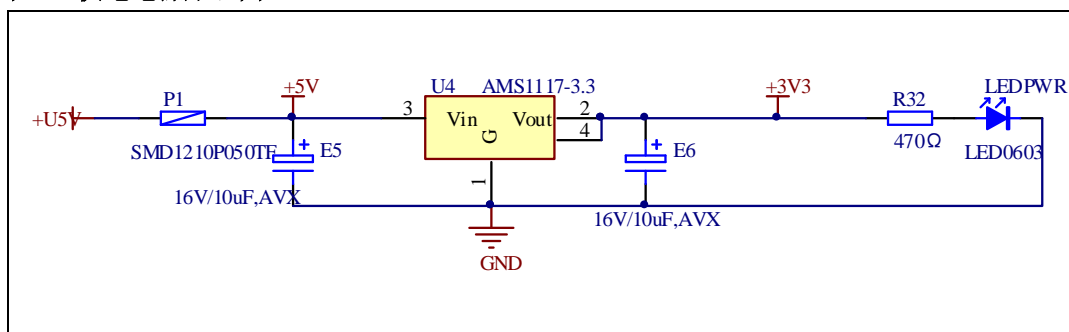 P1
+5V
U4
AMS1117-3.3
+3V3
R32
LEDPWR
+U5V
3
Vin
Vout
G
2
4
SMD1210P050TF
E5
1
E6
470Ω
LED0603
16V/10uF,AVX
16V/10uF,AVX
GND